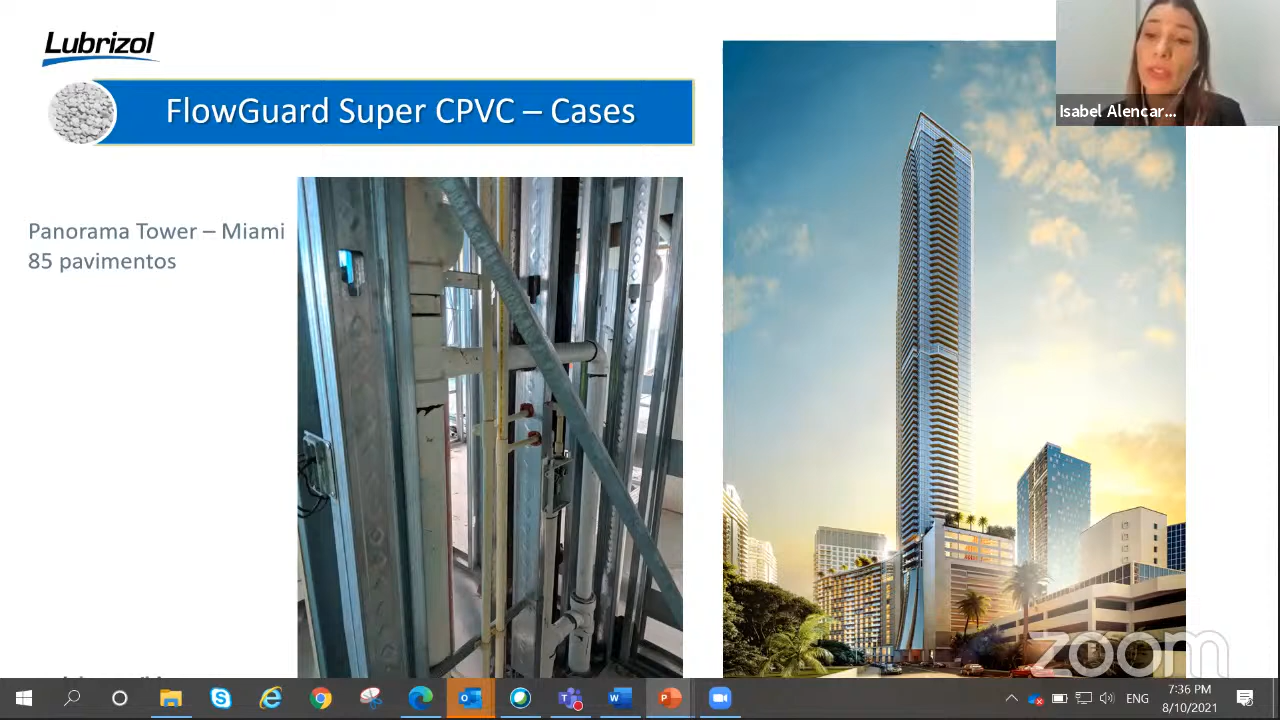 Lubrizol
FlowGuard Super CPVC – Cases
Isabel Alencar...
Panorama Tower – Miami
85 pavimentos
zoom
ENG
7:36 PM
8/10/2021